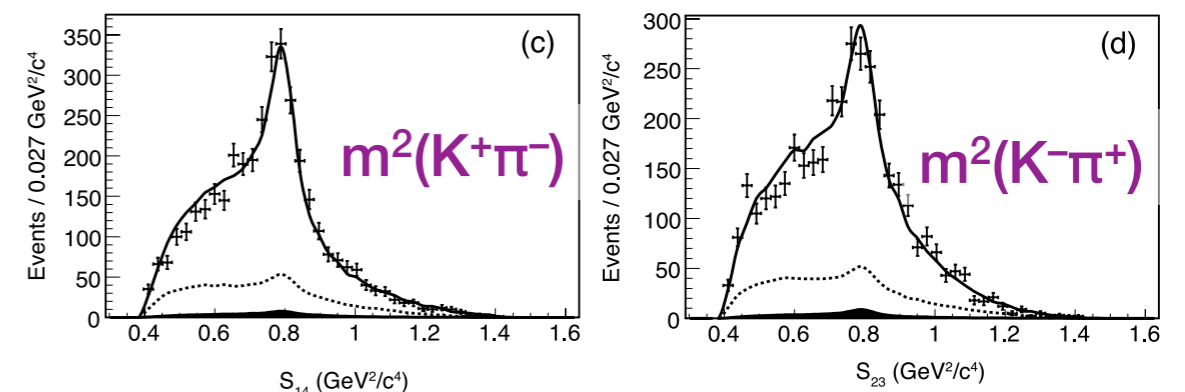 (c)
m²(K⁺π⁻)
Events / 0.027 GeV²/c⁴
350
300
250
200
150
100
50
0
0.4 0.6 0.8 1 1.2 1.4 1.6
S₁₄ (GeV²/c⁴)
(d)
m²(K⁻π⁺)
Events / 0.027 GeV²/c⁴
300
250
200
150
100
50
0
0.4 0.6 0.8 1 1.2 1.4 1.6
S₂₃ (GeV²/c⁴)